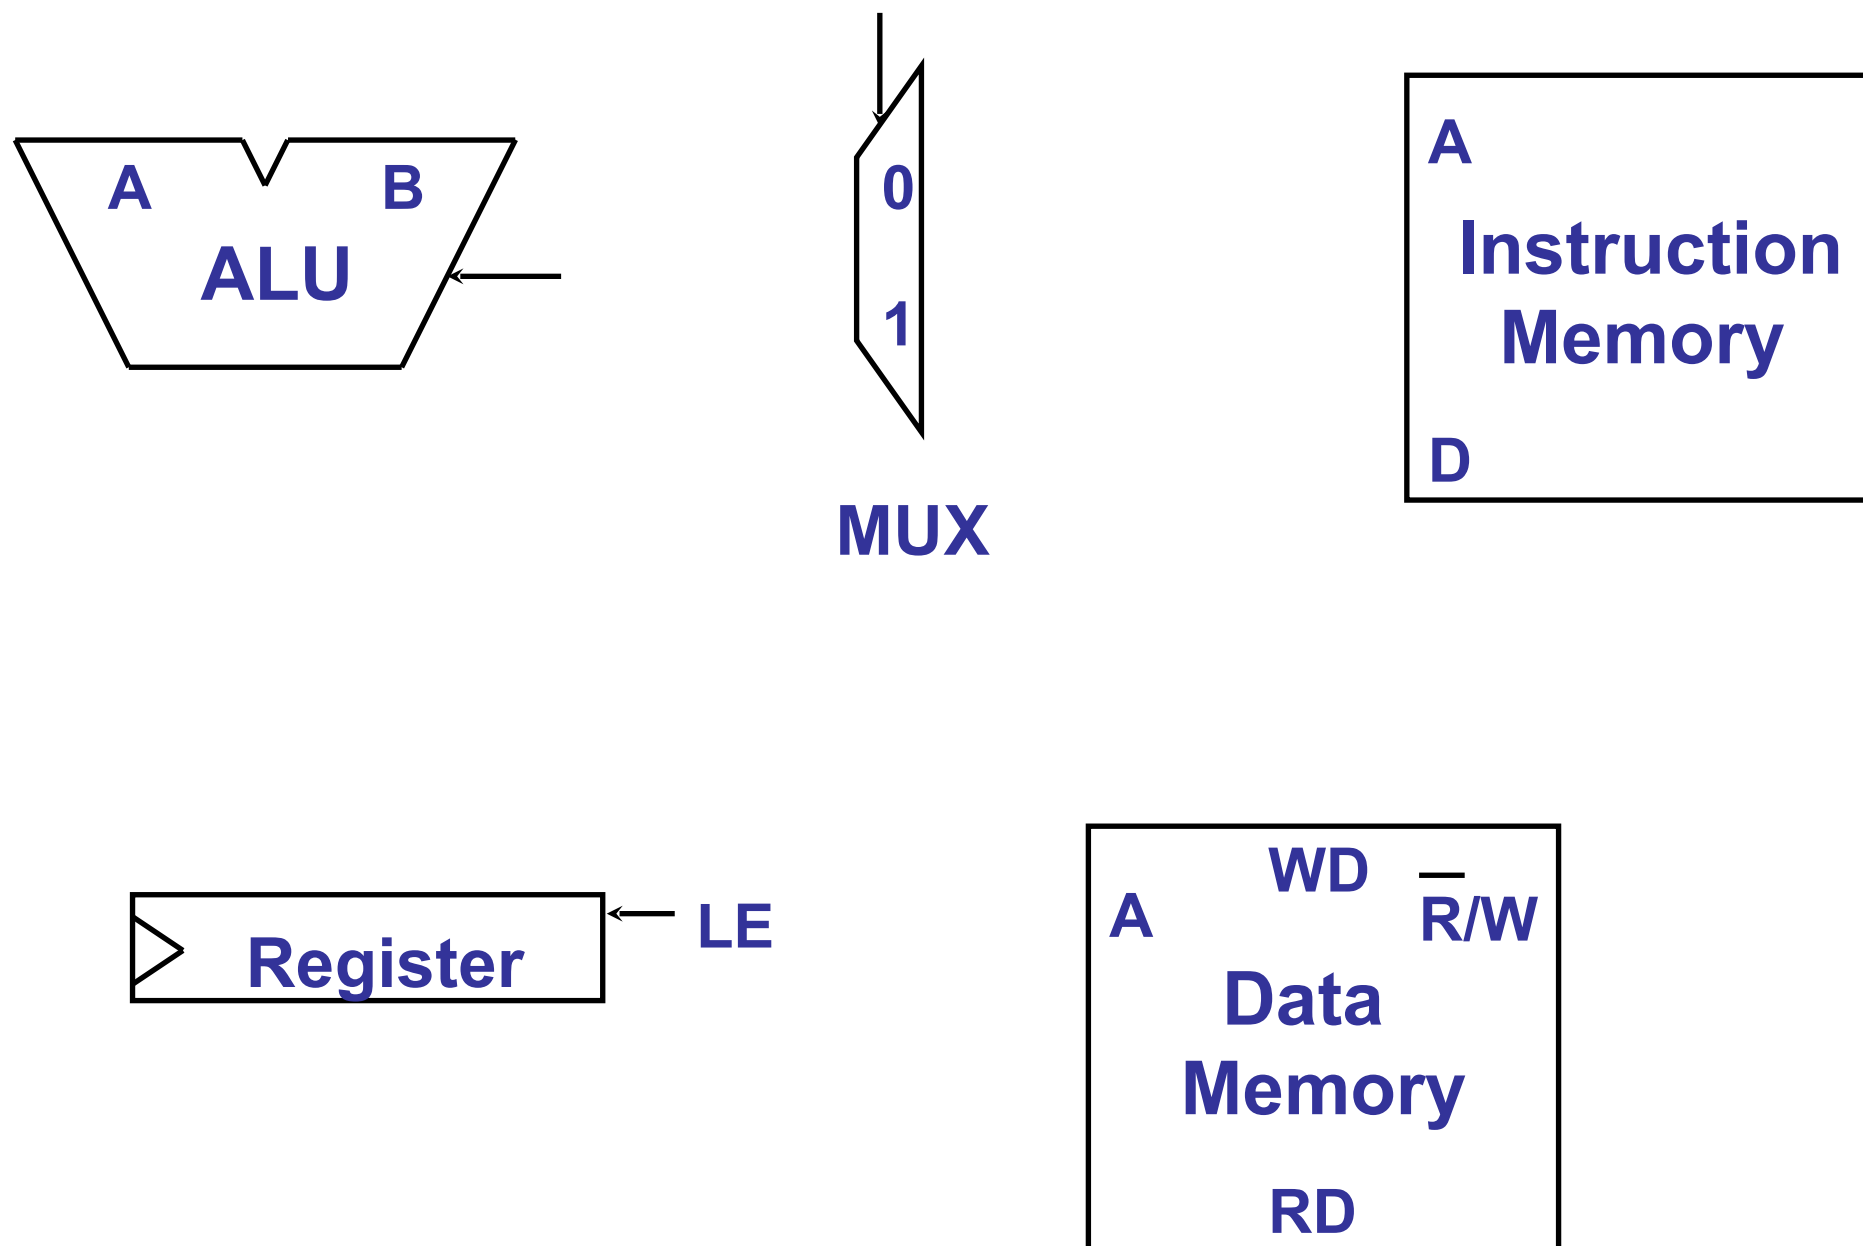 A B
ALU
0
1
MUX
A
Instruction
Memory
D
Register
LE
WD
A
R̅/W
Data
Memory
RD